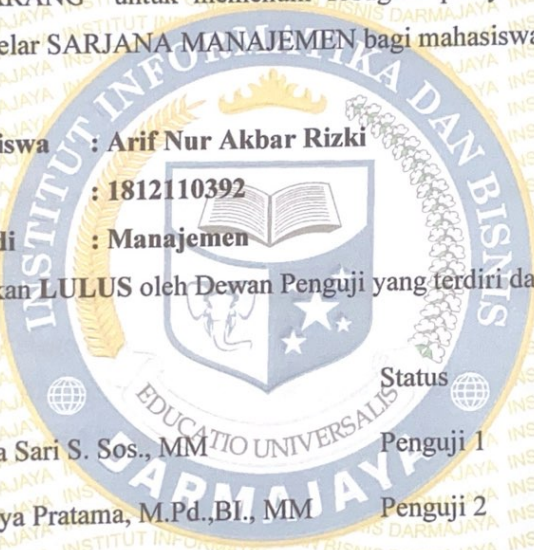 untuk
elar SARJANA MANAJEMEN bagi mahasiswa
iswa : Arif Nur Akbar Rizki
: 1812110392
di : Manajemen
kan LULUS oleh Dewan Penguji yang terdiri da
Status
a Sari S. Sos., MM Penguji 1
ya Pratama, M.Pd.,BI., MM Penguji 2
INSTITUT INFORMATIKA DAN BISNIS
EDUCATIO UNIVERSALIS
DARMAJAYA